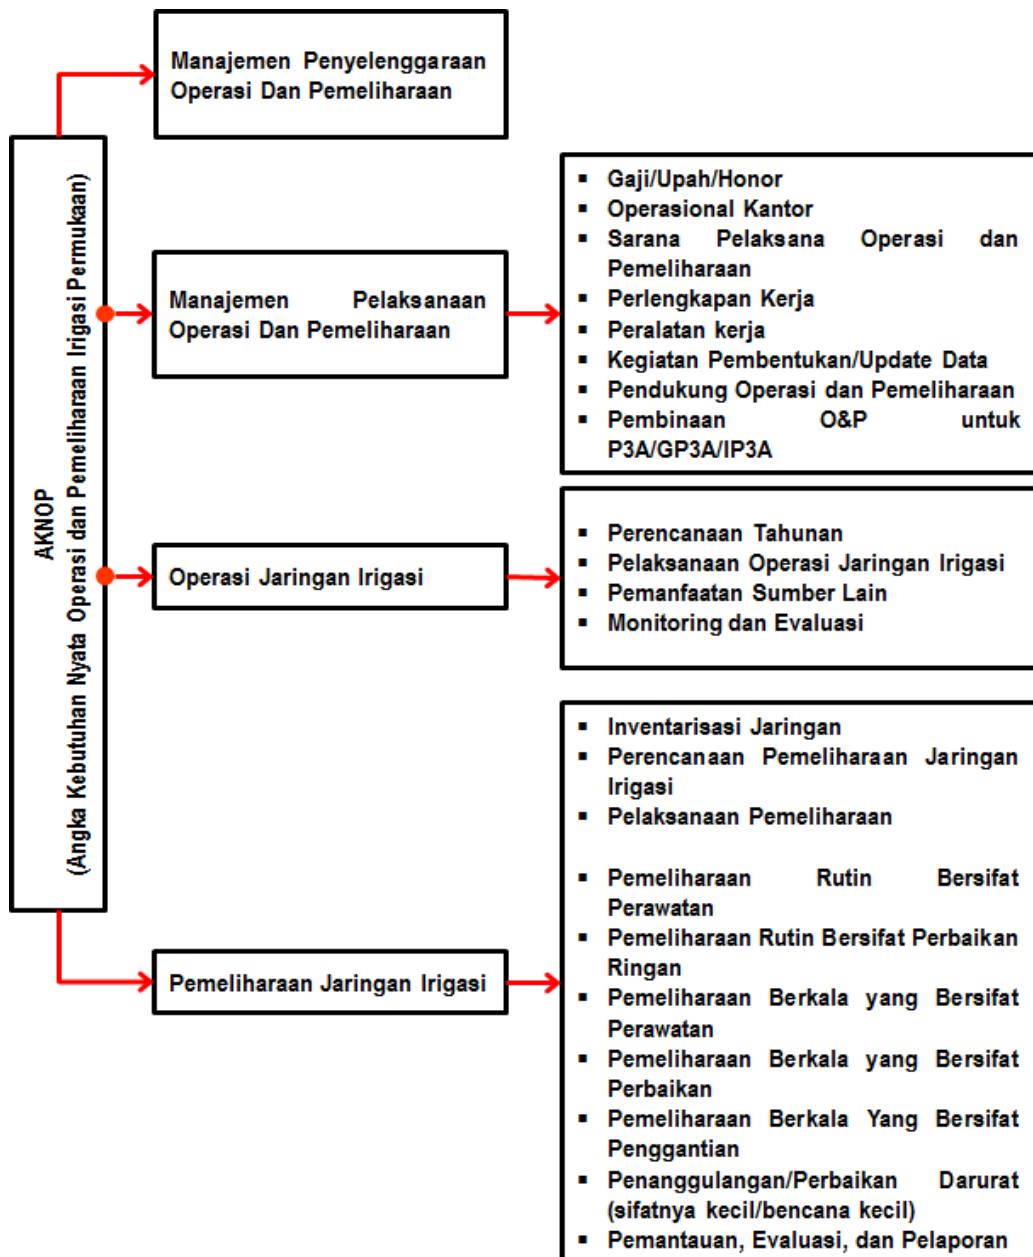 AKNOP
(Angka Kebutuhan Nyata Operasi dan Pemeliharaan Irigasi Permukaan)
Manajemen Penyelenggaraan
Operasi Dan Pemeliharaan
Manajemen Pelaksanaan
Operasi Dan Pemeliharaan
▪ Gaji/Upah/Honor
▪ Operasional Kantor
▪ Sarana Pelaksana Operasi dan
Pemeliharaan
▪ Perlengkapan Kerja
▪ Peralatan kerja
▪ Kegiatan Pembentukan/Update Data
▪ Pendukung Operasi dan Pemeliharaan
▪ Pembinaan O&P untuk
P3A/GP3A/IP3A
Operasi Jaringan Irigasi
▪ Perencanaan Tahunan
▪ Pelaksanaan Operasi Jaringan Irigasi
▪ Pemanfaatan Sumber Lain
▪ Monitoring dan Evaluasi
Pemeliharaan Jaringan Irigasi
▪ Inventarisasi Jaringan
▪ Perencanaan Pemeliharaan Jaringan
Irigasi
▪ Pelaksanaan Pemeliharaan
▪ Pemeliharaan Rutin Bersifat
Perawatan
▪ Pemeliharaan Rutin Bersifat Perbaikan
Ringan
▪ Pemeliharaan Berkala yang Bersifat
Perawatan
▪ Pemeliharaan Berkala yang Bersifat
Perbaikan
▪ Pemeliharaan Berkala Yang Bersifat
Penggantian
▪ Penanggulangan/Perbaikan Darurat
(sifatnya kecil/bencana kecil)
▪ Pemantauan, Evaluasi, dan Pelaporan